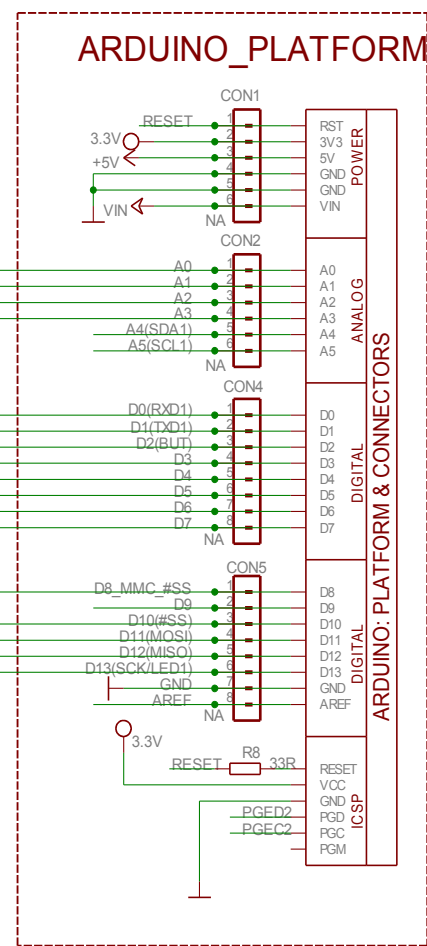 ARDUINO_PLATFORM
CON1
RESET 1 RST
3.3V 2 3V3
+5V 3 5V
4 GND
5 GND
VIN 6 VIN
NA
POWER
CON2
A0 1 A0
A1 2 A1
A2 3 A2
A3 4 A3
A4(SDA1) 5 A4
A5(SCL1) 6 A5
NA
ANALOG
CON4
D0(RXD1) 1 D0
D1(TXD1) 2 D1
D2(BUT) 3 D2
D3 4 D3
D4 5 D4
D5 6 D5
D6 7 D6
D7 8 D7
NA
DIGITAL
CON5
D8_MMC_#SS 1 D8
D9 2 D9
D10(#SS) 3 D10
D11(MOSI) 4 D11
D12(MISO) 5 D12
D13(SCK/LED1) 6 D13
GND 7 GND
AREF 8 AREF
NA
DIGITAL
3.3V
R8
RESET 33R RESET
VCC
GND
PGED2 PGD
PGEC2 PGC
PGM
ICSP
ARDUINO: PLATFORM & CONNECTORS